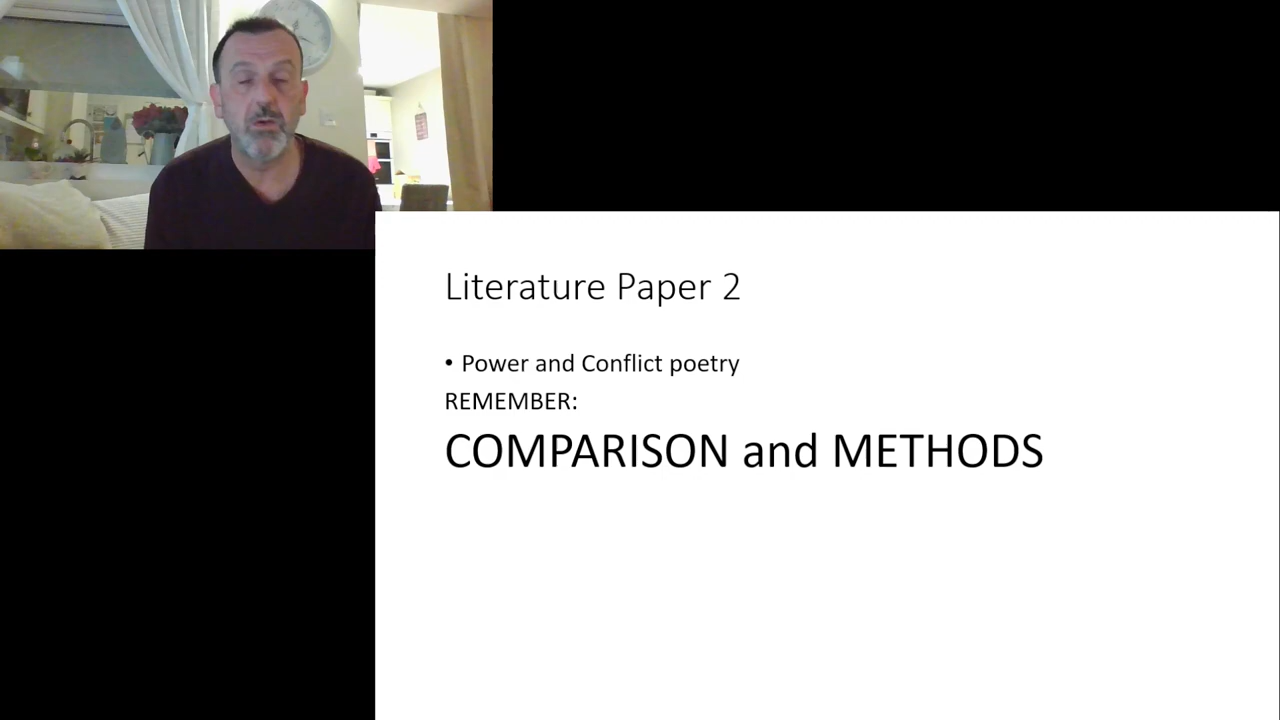 Literature Paper 2
• Power and Conflict poetry
REMEMBER:
COMPARISON and METHODS